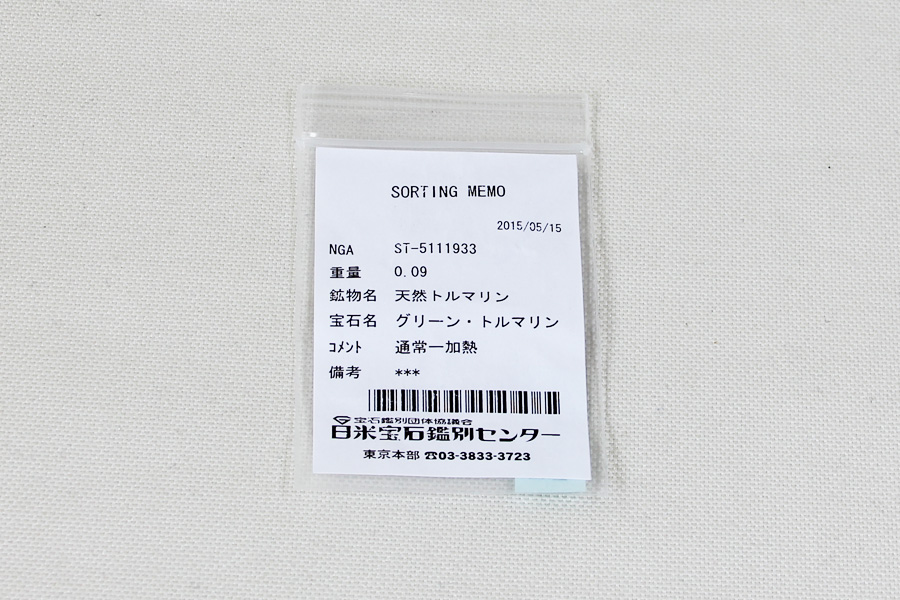 SORTING MEMO
2015/05/15
NGA ST-5111933
重量 0.09
鉱物名 天然トルマリン
宝石名 グリーン・トルマリン
ｺﾒﾝﾄ 通常―加熱
備考 ***
宝石鑑別団体協議会
日米宝石鑑別センター
東京本部 ☎03-3833-3723